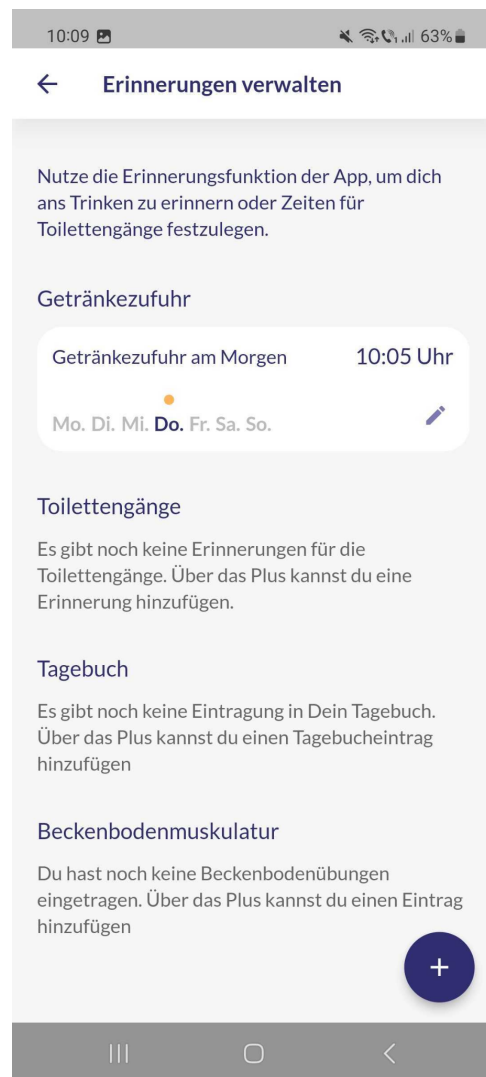 10:09 63%
Erinnerungen verwalten
Nutze die Erinnerungsfunktion der App, um dich
ans Trinken zu erinnern oder Zeiten für
Toilettengänge festzulegen.
Getränkezufuhr
Getränkezufuhr am Morgen 10:05 Uhr
Mo. Di. Mi. Do. Fr. Sa. So.
Toilettengänge
Es gibt noch keine Erinnerungen für die
Toilettengänge. Über das Plus kannst du eine
Erinnerung hinzufügen.
Tagebuch
Es gibt noch keine Eintragung in Dein Tagebuch.
Über das Plus kannst du einen Tagebucheintrag
hinzufügen
Beckenbodenmuskulatur
Du hast noch keine Beckenbodenübungen
eingetragen. Über das Plus kannst du einen Eintrag
hinzufügen